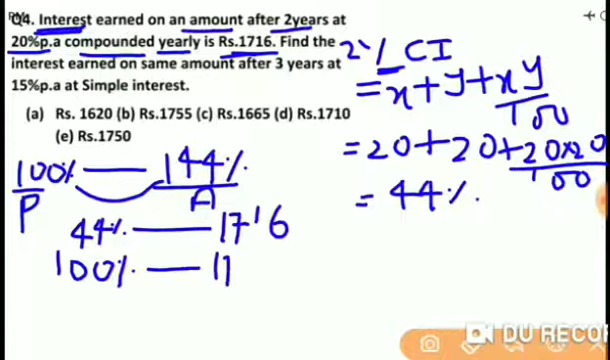 Q4. Interest earned on an amount after 2years at
20%p.a compounded yearly is Rs.1716. Find the
interest earned on same amount after 3 years at
15%p.a at Simple interest.
(a) Rs. 1620 (b) Rs.1755 (c) Rs.1665 (d) Rs.1710
(e) Rs.1750
CI
= x + y + xy/100
= 20 + 20 + 20×20/100
= 44%.
100% — 144%.
P A
44%. — 1716
100%. — 11
DU RECO